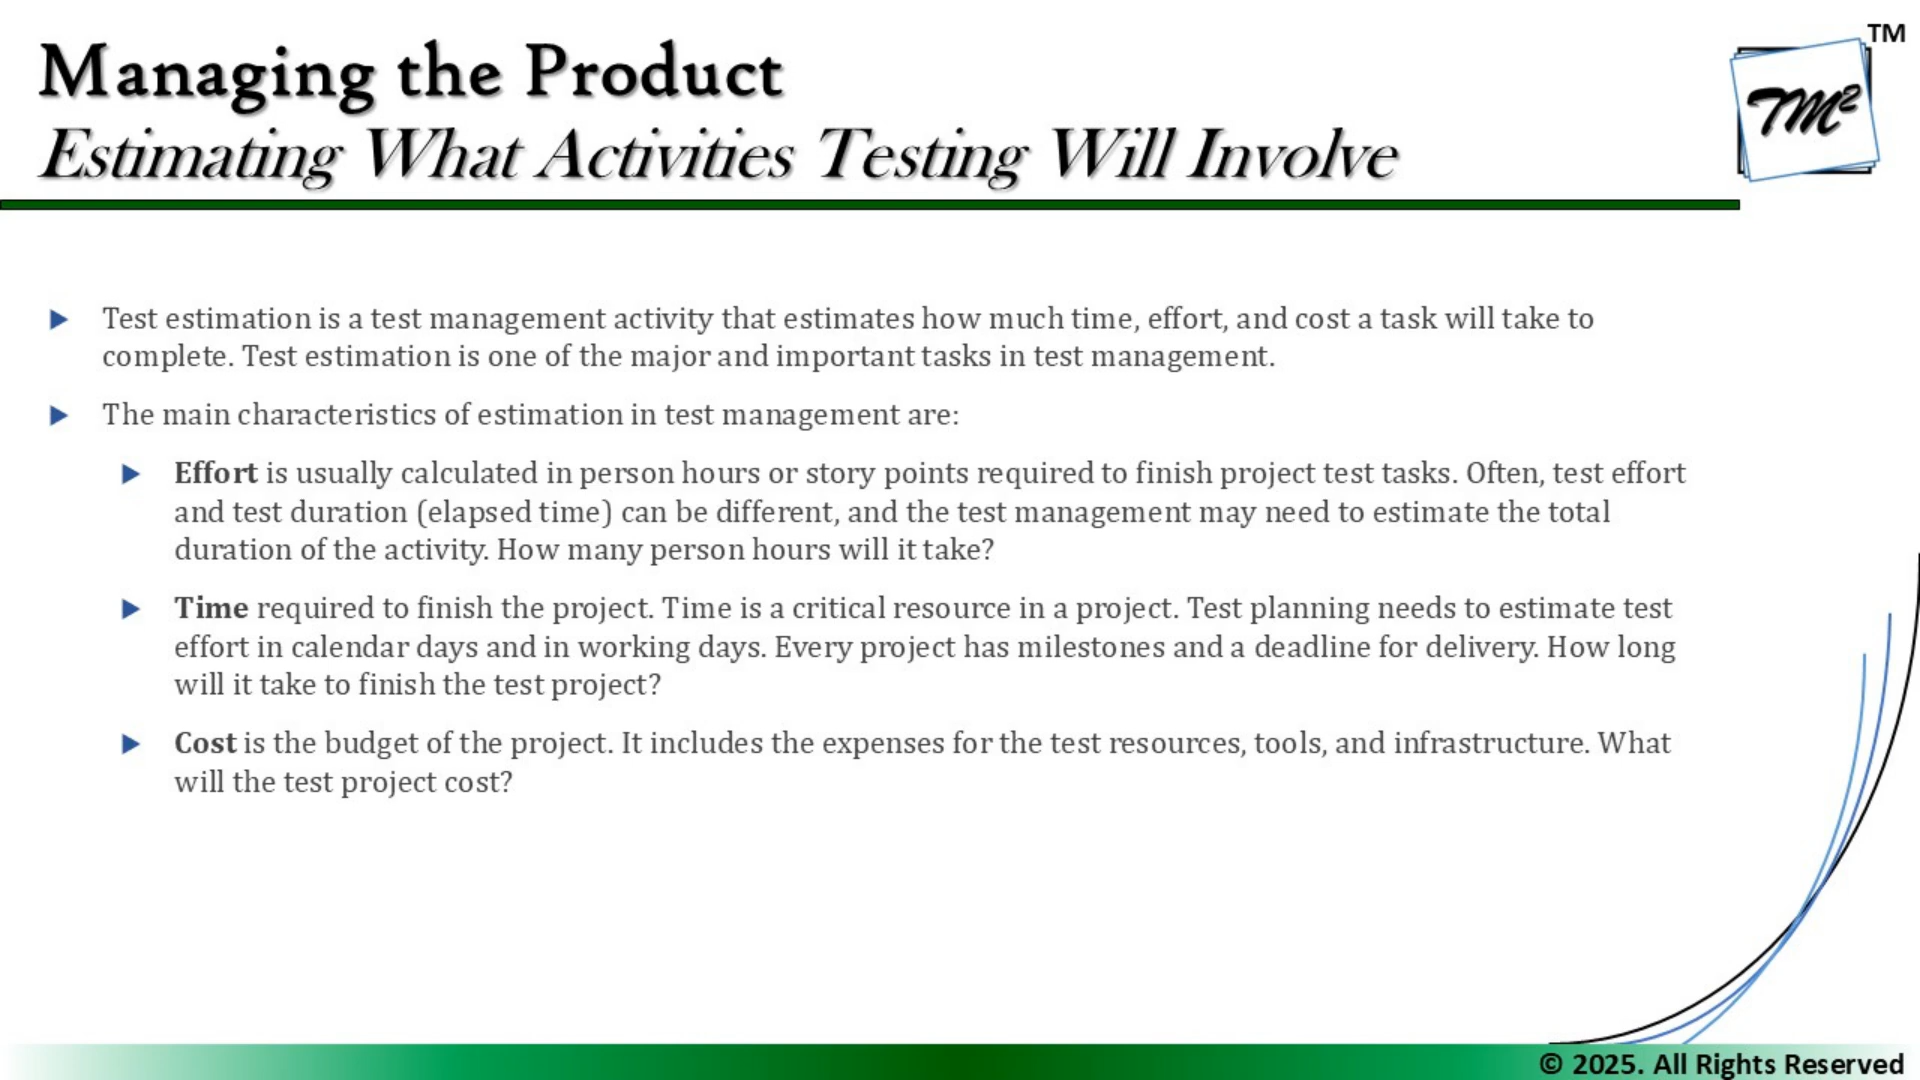 Managing the Product
Estimating What Activities Testing Will Involve
TM
TM²
Test estimation is a test management activity that estimates how much time, effort, and cost a task will take to
complete. Test estimation is one of the major and important tasks in test management.
The main characteristics of estimation in test management are:
Effort is usually calculated in person hours or story points required to finish project test tasks. Often, test effort
and test duration (elapsed time) can be different, and the test management may need to estimate the total
duration of the activity. How many person hours will it take?
Time required to finish the project. Time is a critical resource in a project. Test planning needs to estimate test
effort in calendar days and in working days. Every project has milestones and a deadline for delivery. How long
will it take to finish the test project?
Cost is the budget of the project. It includes the expenses for the test resources, tools, and infrastructure. What
will the test project cost?
© 2025. All Rights Reserved